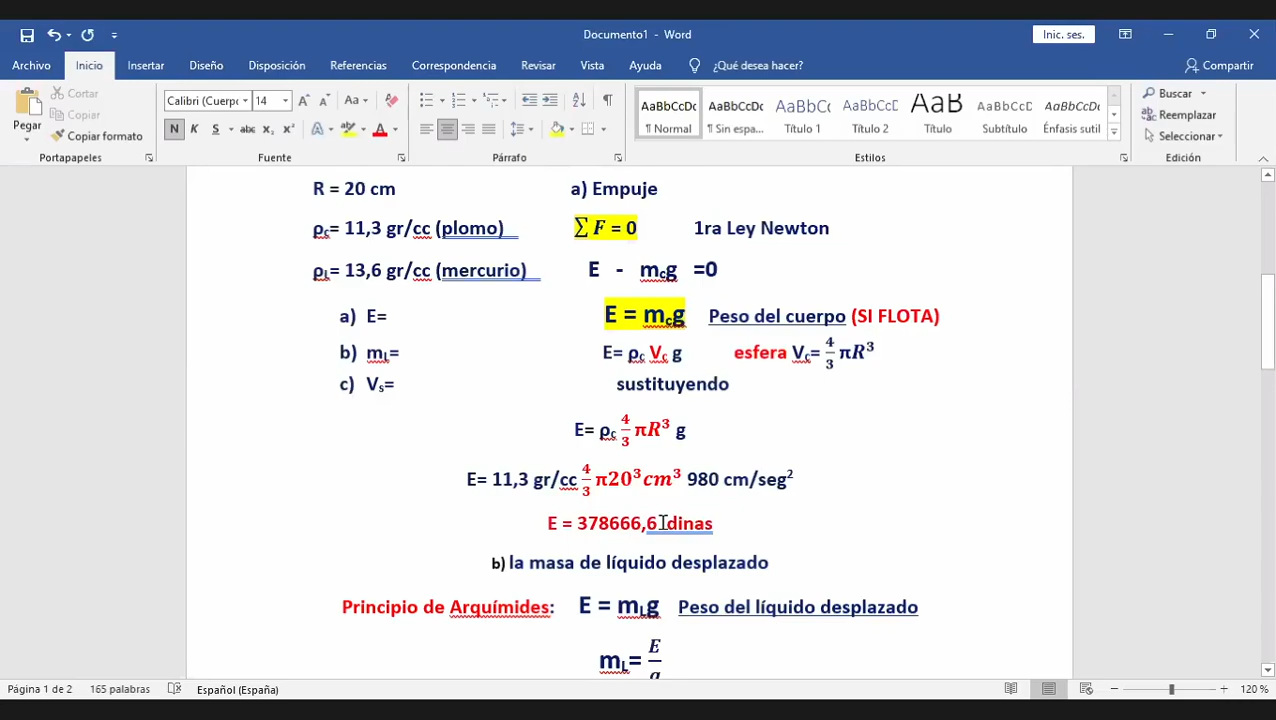 Documento1 - Word
Inic. ses.
Archivo Inicio Insertar Diseño Disposición Referencias Correspondencia Revisar Vista Ayuda ¿Qué desea hacer? Compartir
Pegar
Cortar
Copiar
Copiar formato
Portapapeles
Calibri (Cuerpo 14
N K S abc x₂ x²
Fuente
Párrafo
AaBbCcDc AaBbCcDc AaBbCc AaBbCcD AaB AaBbCcD AaBbCcDc
¶ Normal ¶ Sin espa... Título 1 Título 2 Título Subtítulo Énfasis sutil
Estilos
Buscar
Reemplazar
Seleccionar
Edición
R = 20 cm a) Empuje
ρc= 11,3 gr/cc (plomo) ∑ F = 0 1ra Ley Newton
ρL= 13,6 gr/cc (mercurio) E - mcg =0
a) E= E = mcg Peso del cuerpo (SI FLOTA)
b) mL= E= ρc Vc g esfera Vc= 4/3 πR³
c) Vs= sustituyendo
E= ρc 4/3 πR³ g
E= 11,3 gr/cc 4/3 π20³cm³ 980 cm/seg²
E = 378666,6 dinas
b) la masa de líquido desplazado
Principio de Arquímides: E = mLg Peso del líquido desplazado
mL= E/g
Página 1 de 2 165 palabras Español (España) 120 %